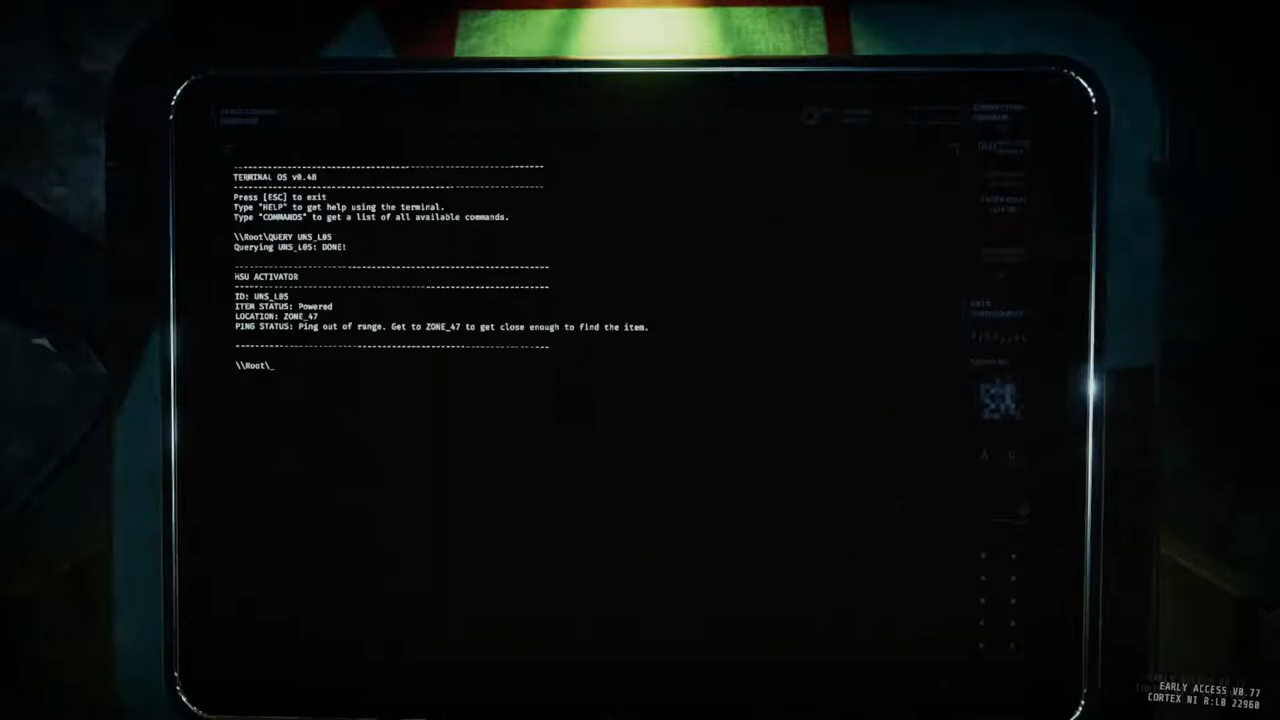 --------------------------------------------------------------
TERMINAL OS v0.48
--------------------------------------------------------------
Press [ESC] to exit
Type "HELP" to get help using the terminal.
Type "COMMANDS" to get a list of all available commands.
\\Root\QUERY UNS_L05
Querying UNS_L05: DONE!
--------------------------------------------------------------
HSU ACTIVATOR
--------------------------------------------------------------
ID: UNS_L05
ITEM STATUS: Powered
LOCATION: ZONE_47
PING STATUS: Ping out of range. Get to ZONE_47 to get close enough to find the item.
--------------------------------------------------------------
\\Root\_
EARLY ACCESS V0.77
CORTEX NI R:L0 22960